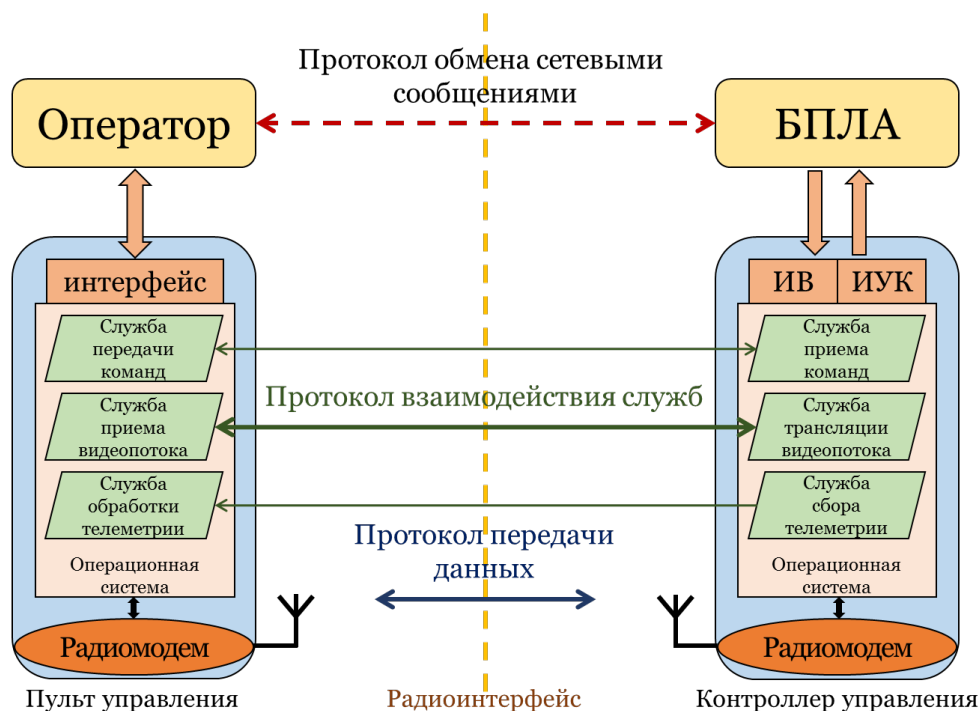 Протокол обмена сетевыми
сообщениями
Оператор
БПЛА
интерфейс
ИВ
ИУК
Служба
передачи
команд
Служба
приема
команд
Протокол взаимодействия служб
Служба
приема
видеопотока
Служба
трансляции
видеопотока
Служба
обработки
телеметрии
Служба
сбора
телеметрии
Протокол передачи
данных
Операционная
система
Операционная
система
Радиомодем
Радиомодем
Пульт управления
Радиоинтерфейс
Контроллер управления